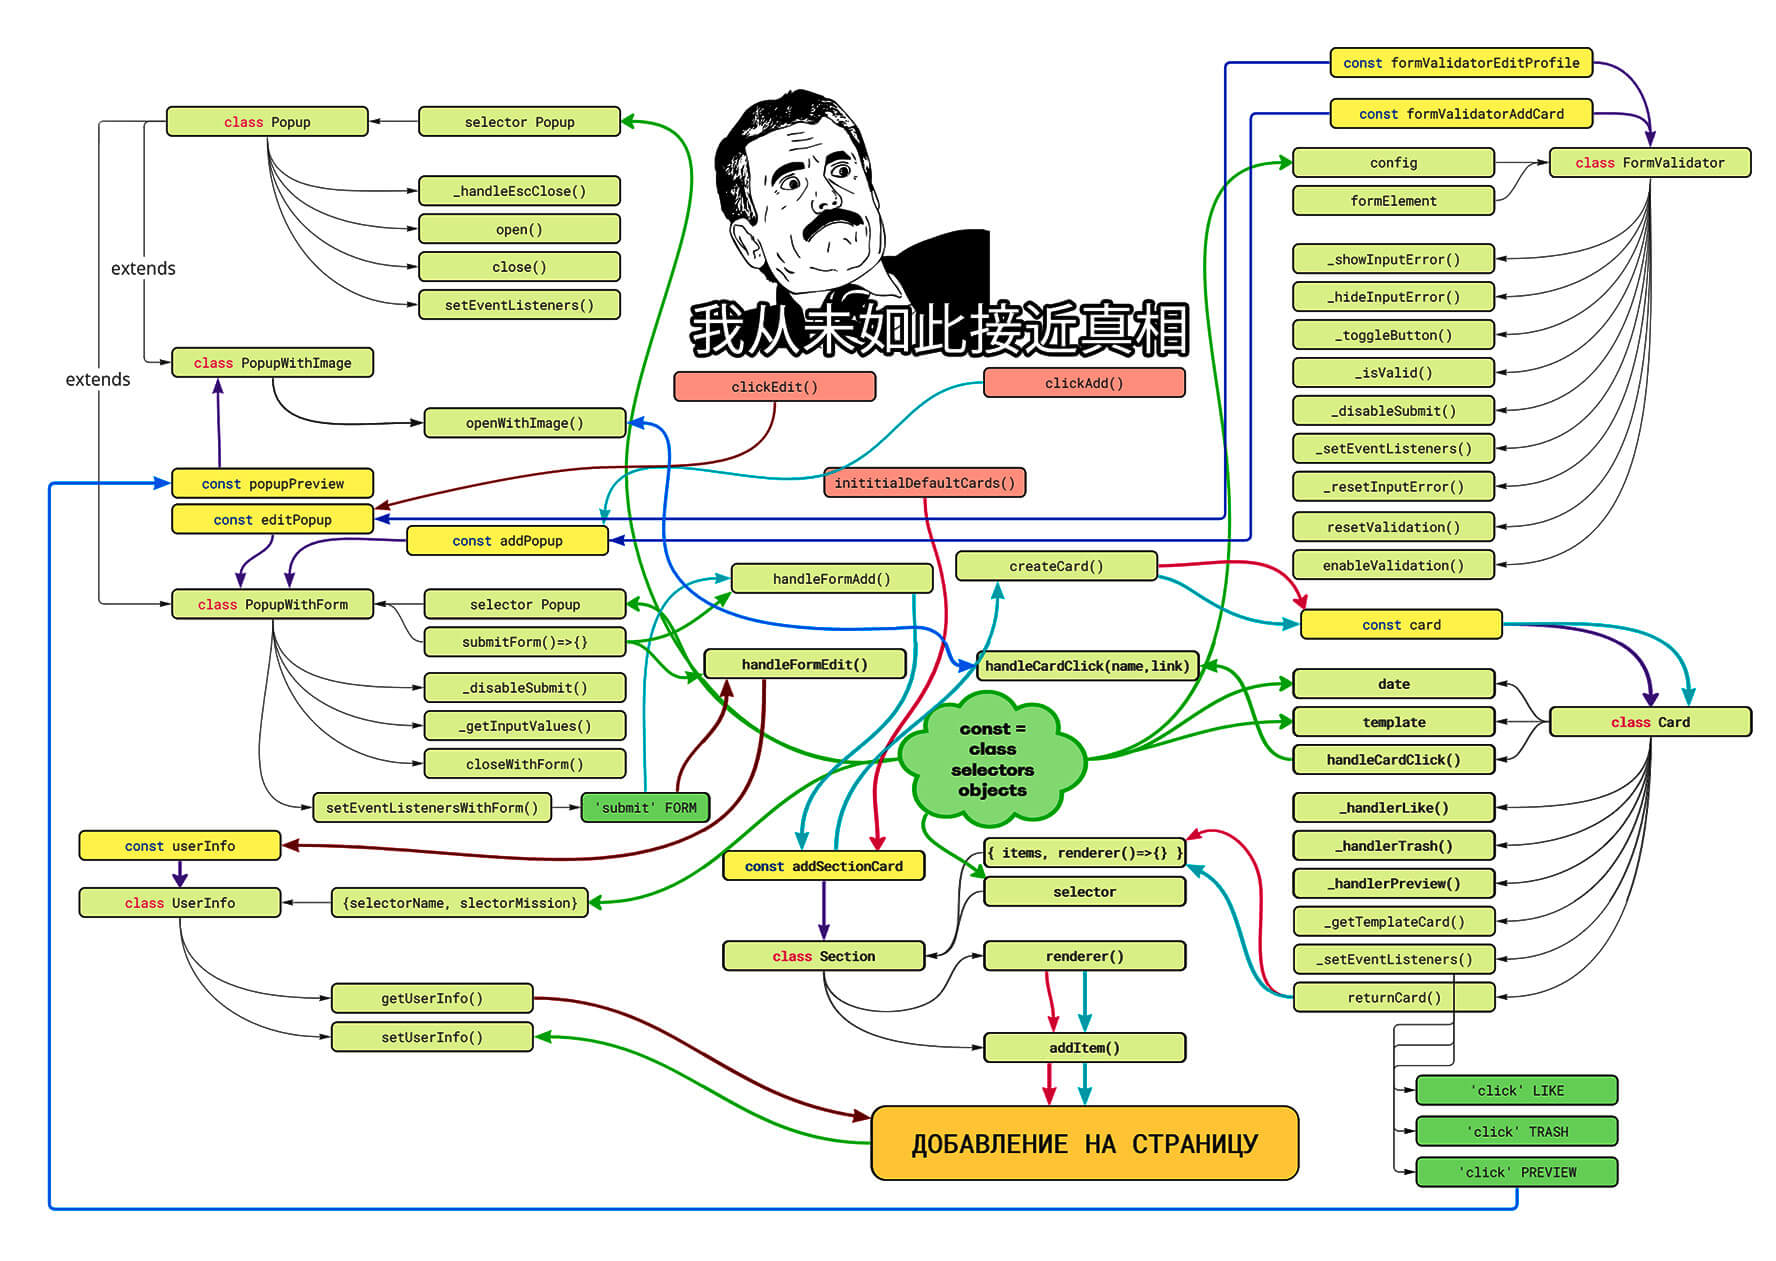 const formValidatorEditProfile
const formValidatorAddCard
class Popup
selector Popup
config
class FormValidator
formElement
_handleEscClose()
open()
close()
setEventListeners()
extends
extends
_showInputError()
_hideInputError()
_toggleButton()
_isValid()
_disableSubmit()
_setEventListeners()
_resetInputError()
resetValidation()
enableValidation()
我从未如此接近真相
class PopupWithImage
openWithImage()
clickEdit()
clickAdd()
inititialDefaultCards()
const popupPreview
const editPopup
const addPopup
class PopupWithForm
selector Popup
submitForm()=>{}
_disableSubmit()
_getInputValues()
closeWithForm()
setEventListenersWithForm()
'submit' FORM
handleFormAdd()
handleFormEdit()
createCard()
handleCardClick(name,link)
const card
date
template
handleCardClick()
class Card
_handlerLike()
_handlerTrash()
_handlerPreview()
_getTemplateCard()
_setEventListeners()
returnCard()
const =
class
selectors
objects
const userInfo
class UserInfo
{selectorName, slectorMission}
getUserInfo()
setUserInfo()
const addSectionCard
{ items, renderer()=>{} }
selector
class Section
renderer()
addItem()
ДОБАВЛЕНИЕ НА СТРАНИЦУ
'click' LIKE
'click' TRASH
'click' PREVIEW